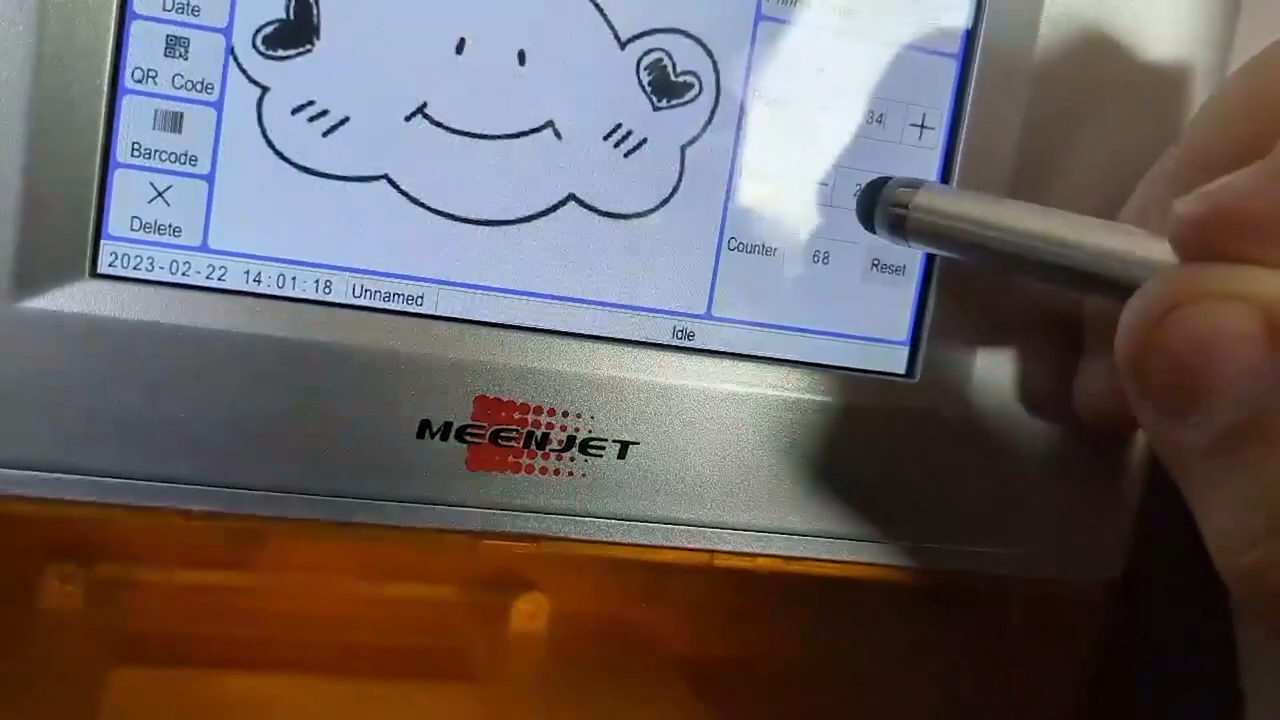 Date
QR Code
Barcode
Delete
34
Counter 68 Reset
2023-02-22 14:01:18 Unnamed
Idle
MEENJET